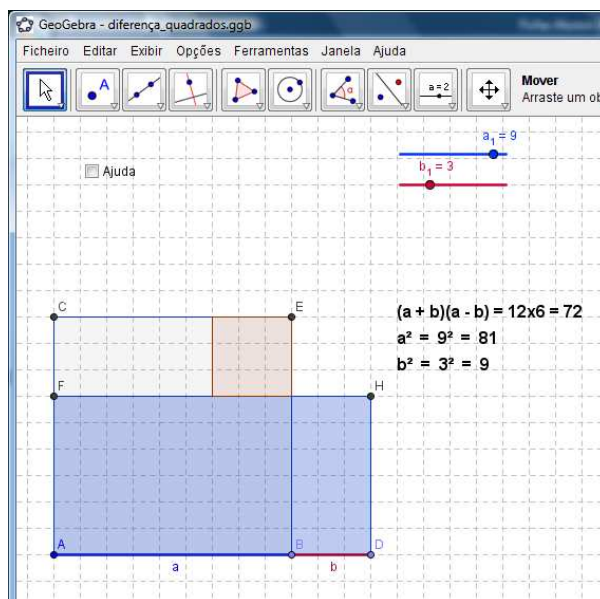 GeoGebra - diferença_quadrados.ggb
Ficheiro Editar Exibir Opções Ferramentas Janela Ajuda
A
α
a = 2
Mover
Arraste um ob
a₁ = 9
Ajuda
b₁ = 3
C
E
(a + b)(a - b) = 12x6 = 72
a² = 9² = 81
b² = 3² = 9
F
H
A
B
D
a
b